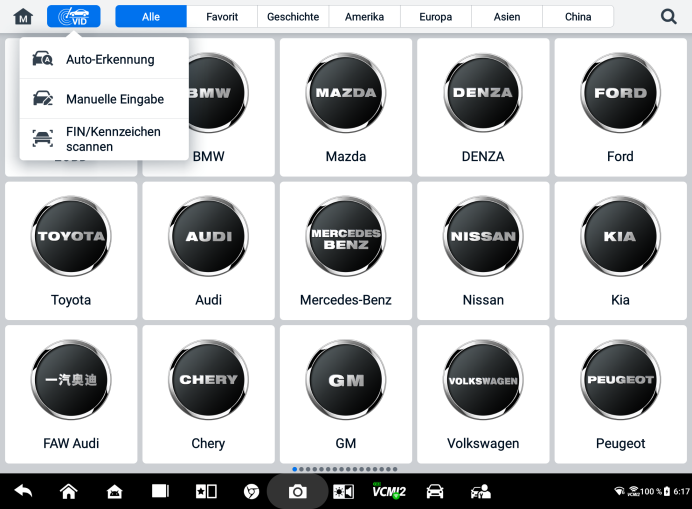 M
VID
Alle
Favorit
Geschichte
Amerika
Europa
Asien
China
Auto-Erkennung
Manuelle Eingabe
FIN/Kennzeichen
scannen
BMW
MAZDA
DENZA
FORD
BMW
Mazda
DENZA
Ford
TOYOTA
AUDI
MERCEDES
BENZ
NISSAN
KIA
Toyota
Audi
Mercedes-Benz
Nissan
Kia
一汽奥迪
CHERY
GM
VOLKSWAGEN
PEUGEOT
FAW Audi
Chery
GM
Volkswagen
Peugeot
VCMI2
100 %
6:17